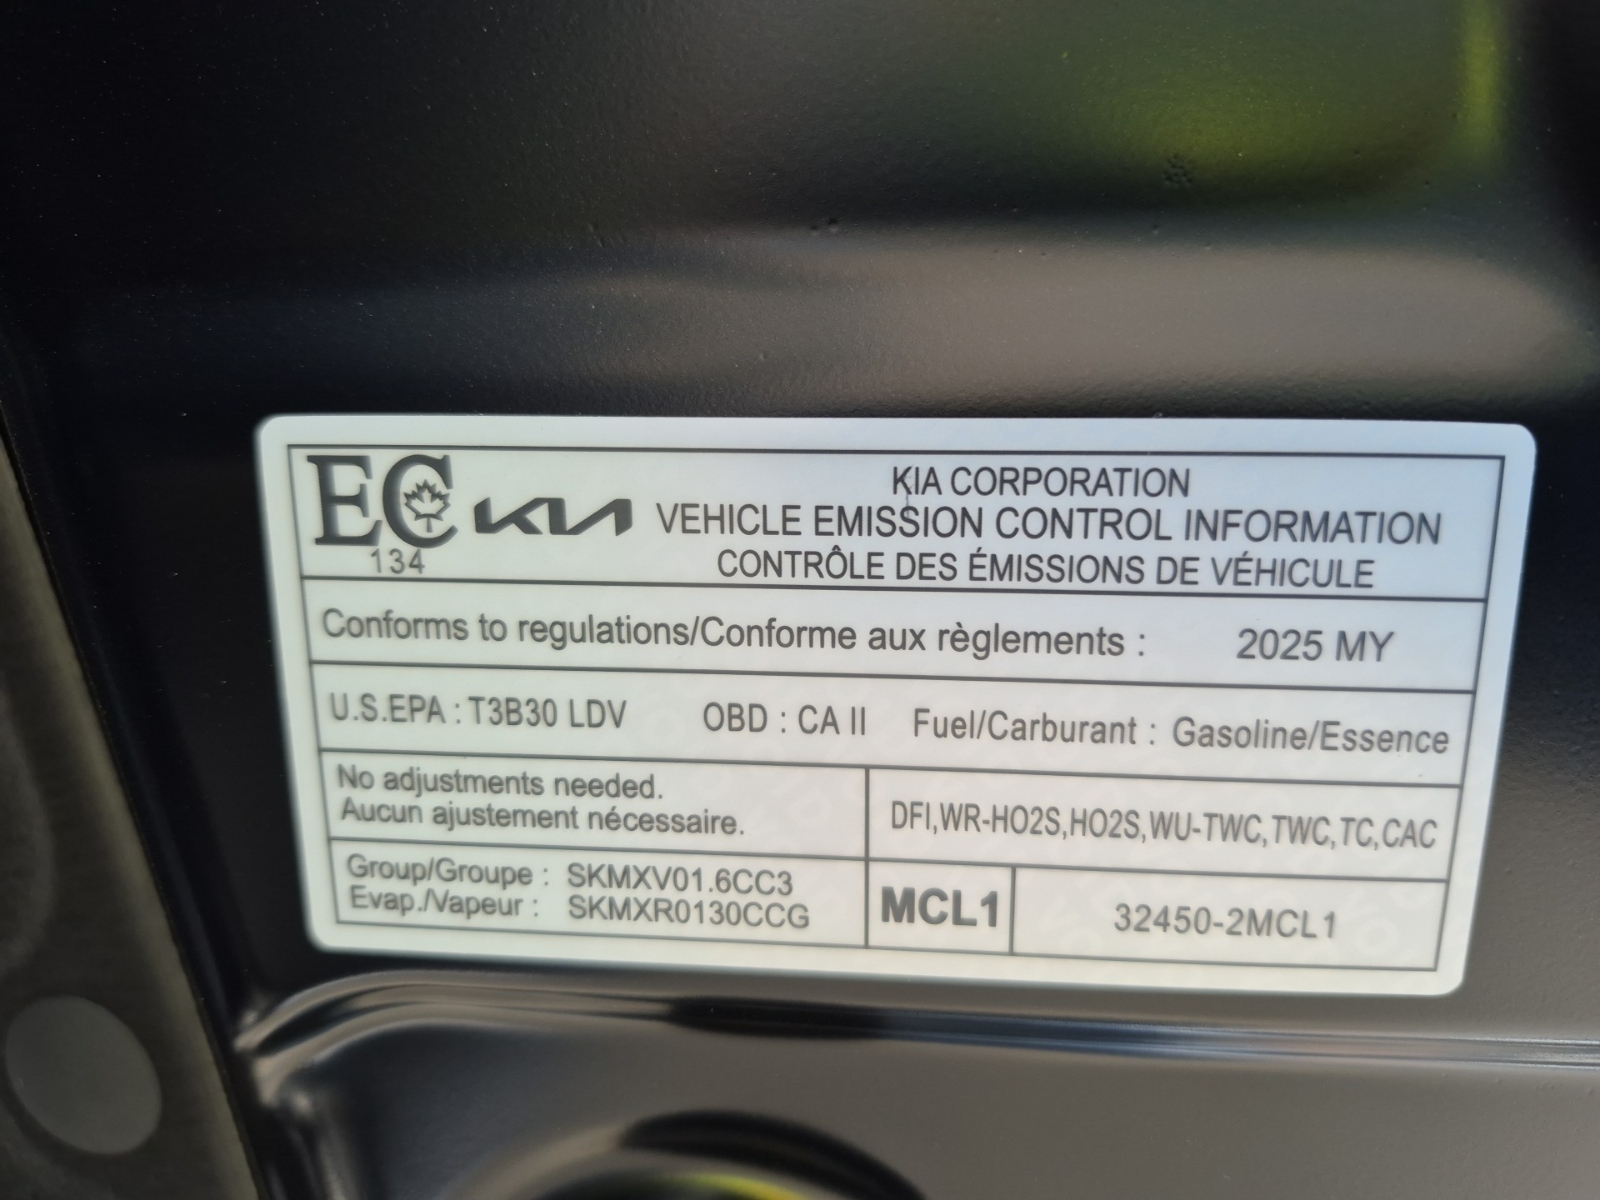 EC
134
KIA
KIA CORPORATION
VEHICLE EMISSION CONTROL INFORMATION
CONTRÔLE DES ÉMISSIONS DE VÉHICULE
Conforms to regulations/Conforme aux règlements : 2025 MY
U.S.EPA : T3B30 LDV OBD : CA II Fuel/Carburant : Gasoline/Essence
No adjustments needed.
Aucun ajustement nécessaire.
DFI,WR-HO2S,HO2S,WU-TWC,TWC,TC,CAC
Group/Groupe : SKMXV01.6CC3
Evap./Vapeur : SKMXR0130CCG
MCL1
32450-2MCL1